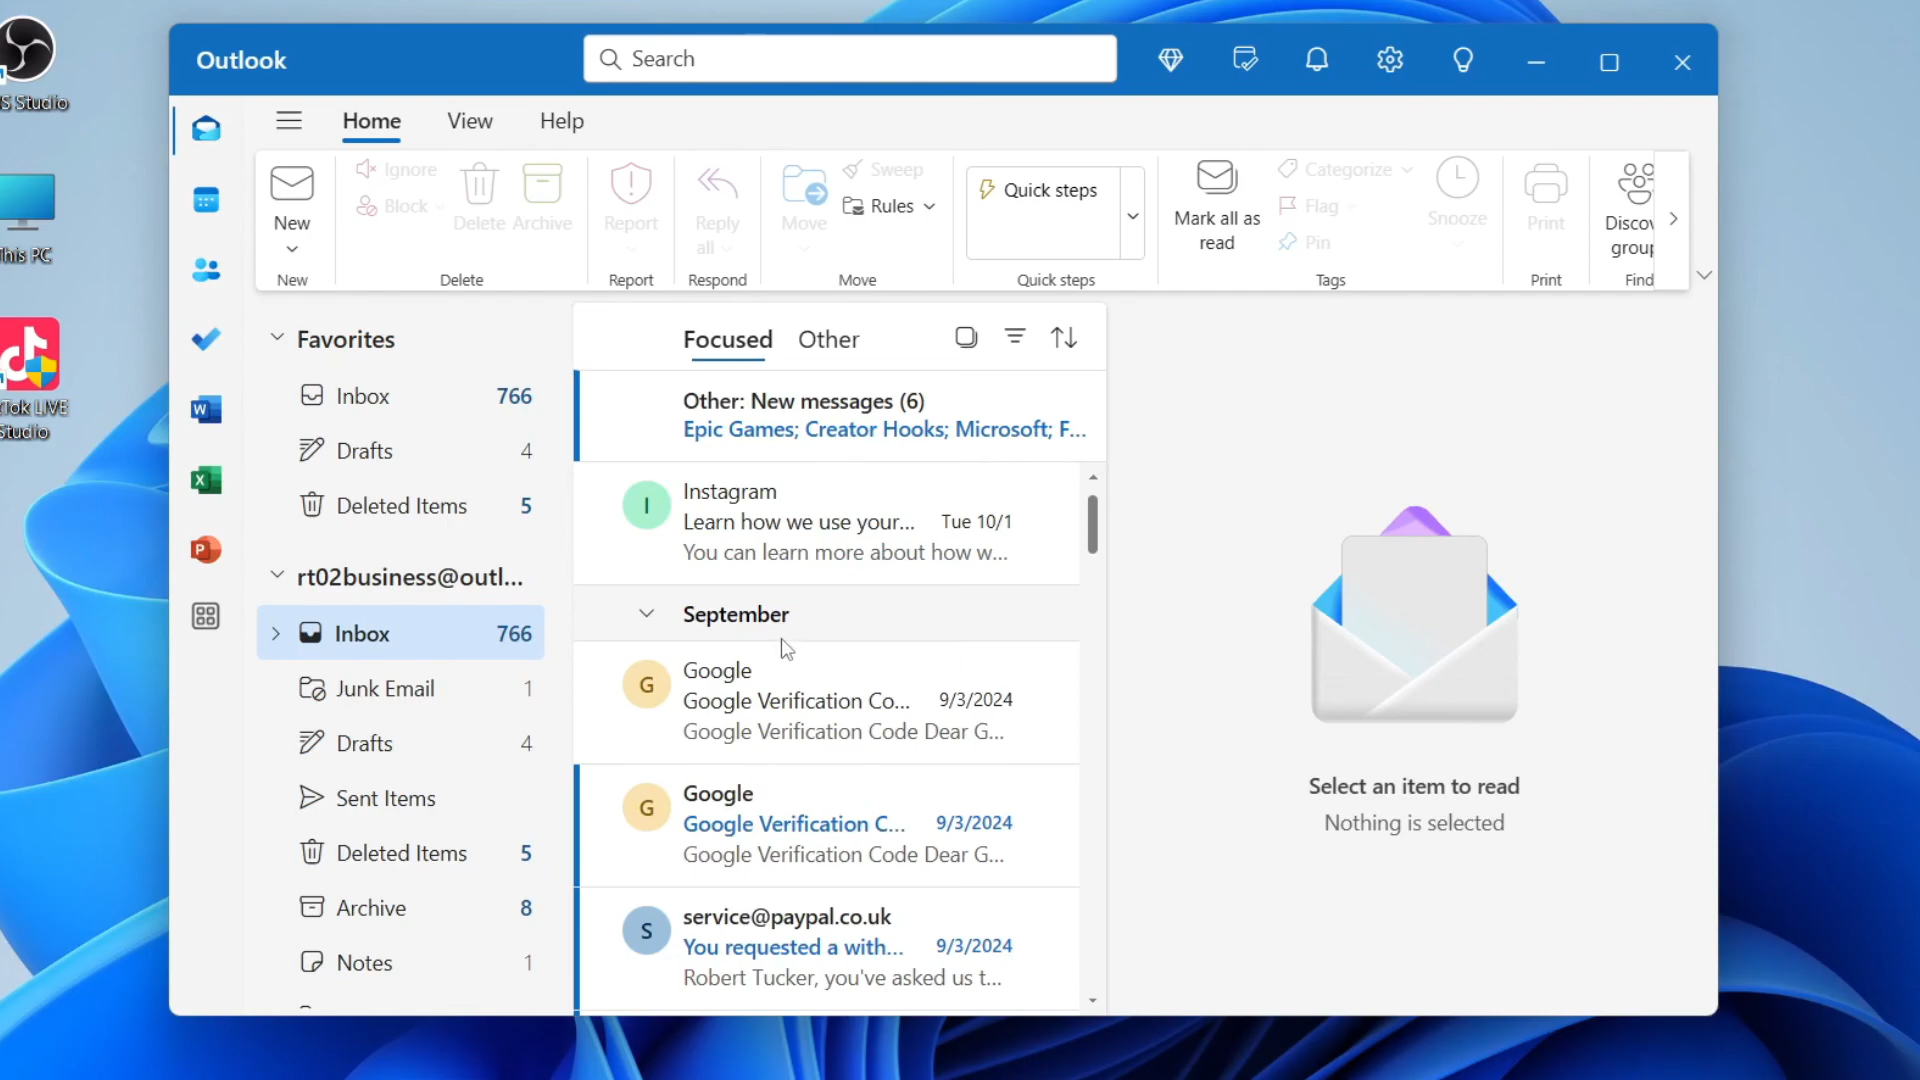 S Studio
This PC
Tok LIVE
Studio
Outlook
Search
Home
View
Help
New
New
Ignore
Block
Delete
Archive
Delete
Report
Report
Reply
all
Respond
Move
Sweep
Rules
Move
Quick steps
Quick steps
Mark all as
read
Categorize
Flag
Pin
Tags
Snooze
Print
Print
Discov
group
Find
Favorites
Inbox 766
Drafts 4
Deleted Items 5
rt02business@outl...
Inbox 766
Junk Email 1
Drafts 4
Sent Items
Deleted Items 5
Archive 8
Notes 1
Focused
Other
Other: New messages (6)
Epic Games; Creator Hooks; Microsoft; F...
I
Instagram
Learn how we use your... Tue 10/1
You can learn more about how w...
September
G
Google
Google Verification Co... 9/3/2024
Google Verification Code Dear G...
G
Google
Google Verification C... 9/3/2024
Google Verification Code Dear G...
S
service@paypal.co.uk
You requested a with... 9/3/2024
Robert Tucker, you've asked us t...
Select an item to read
Nothing is selected
W
X
P